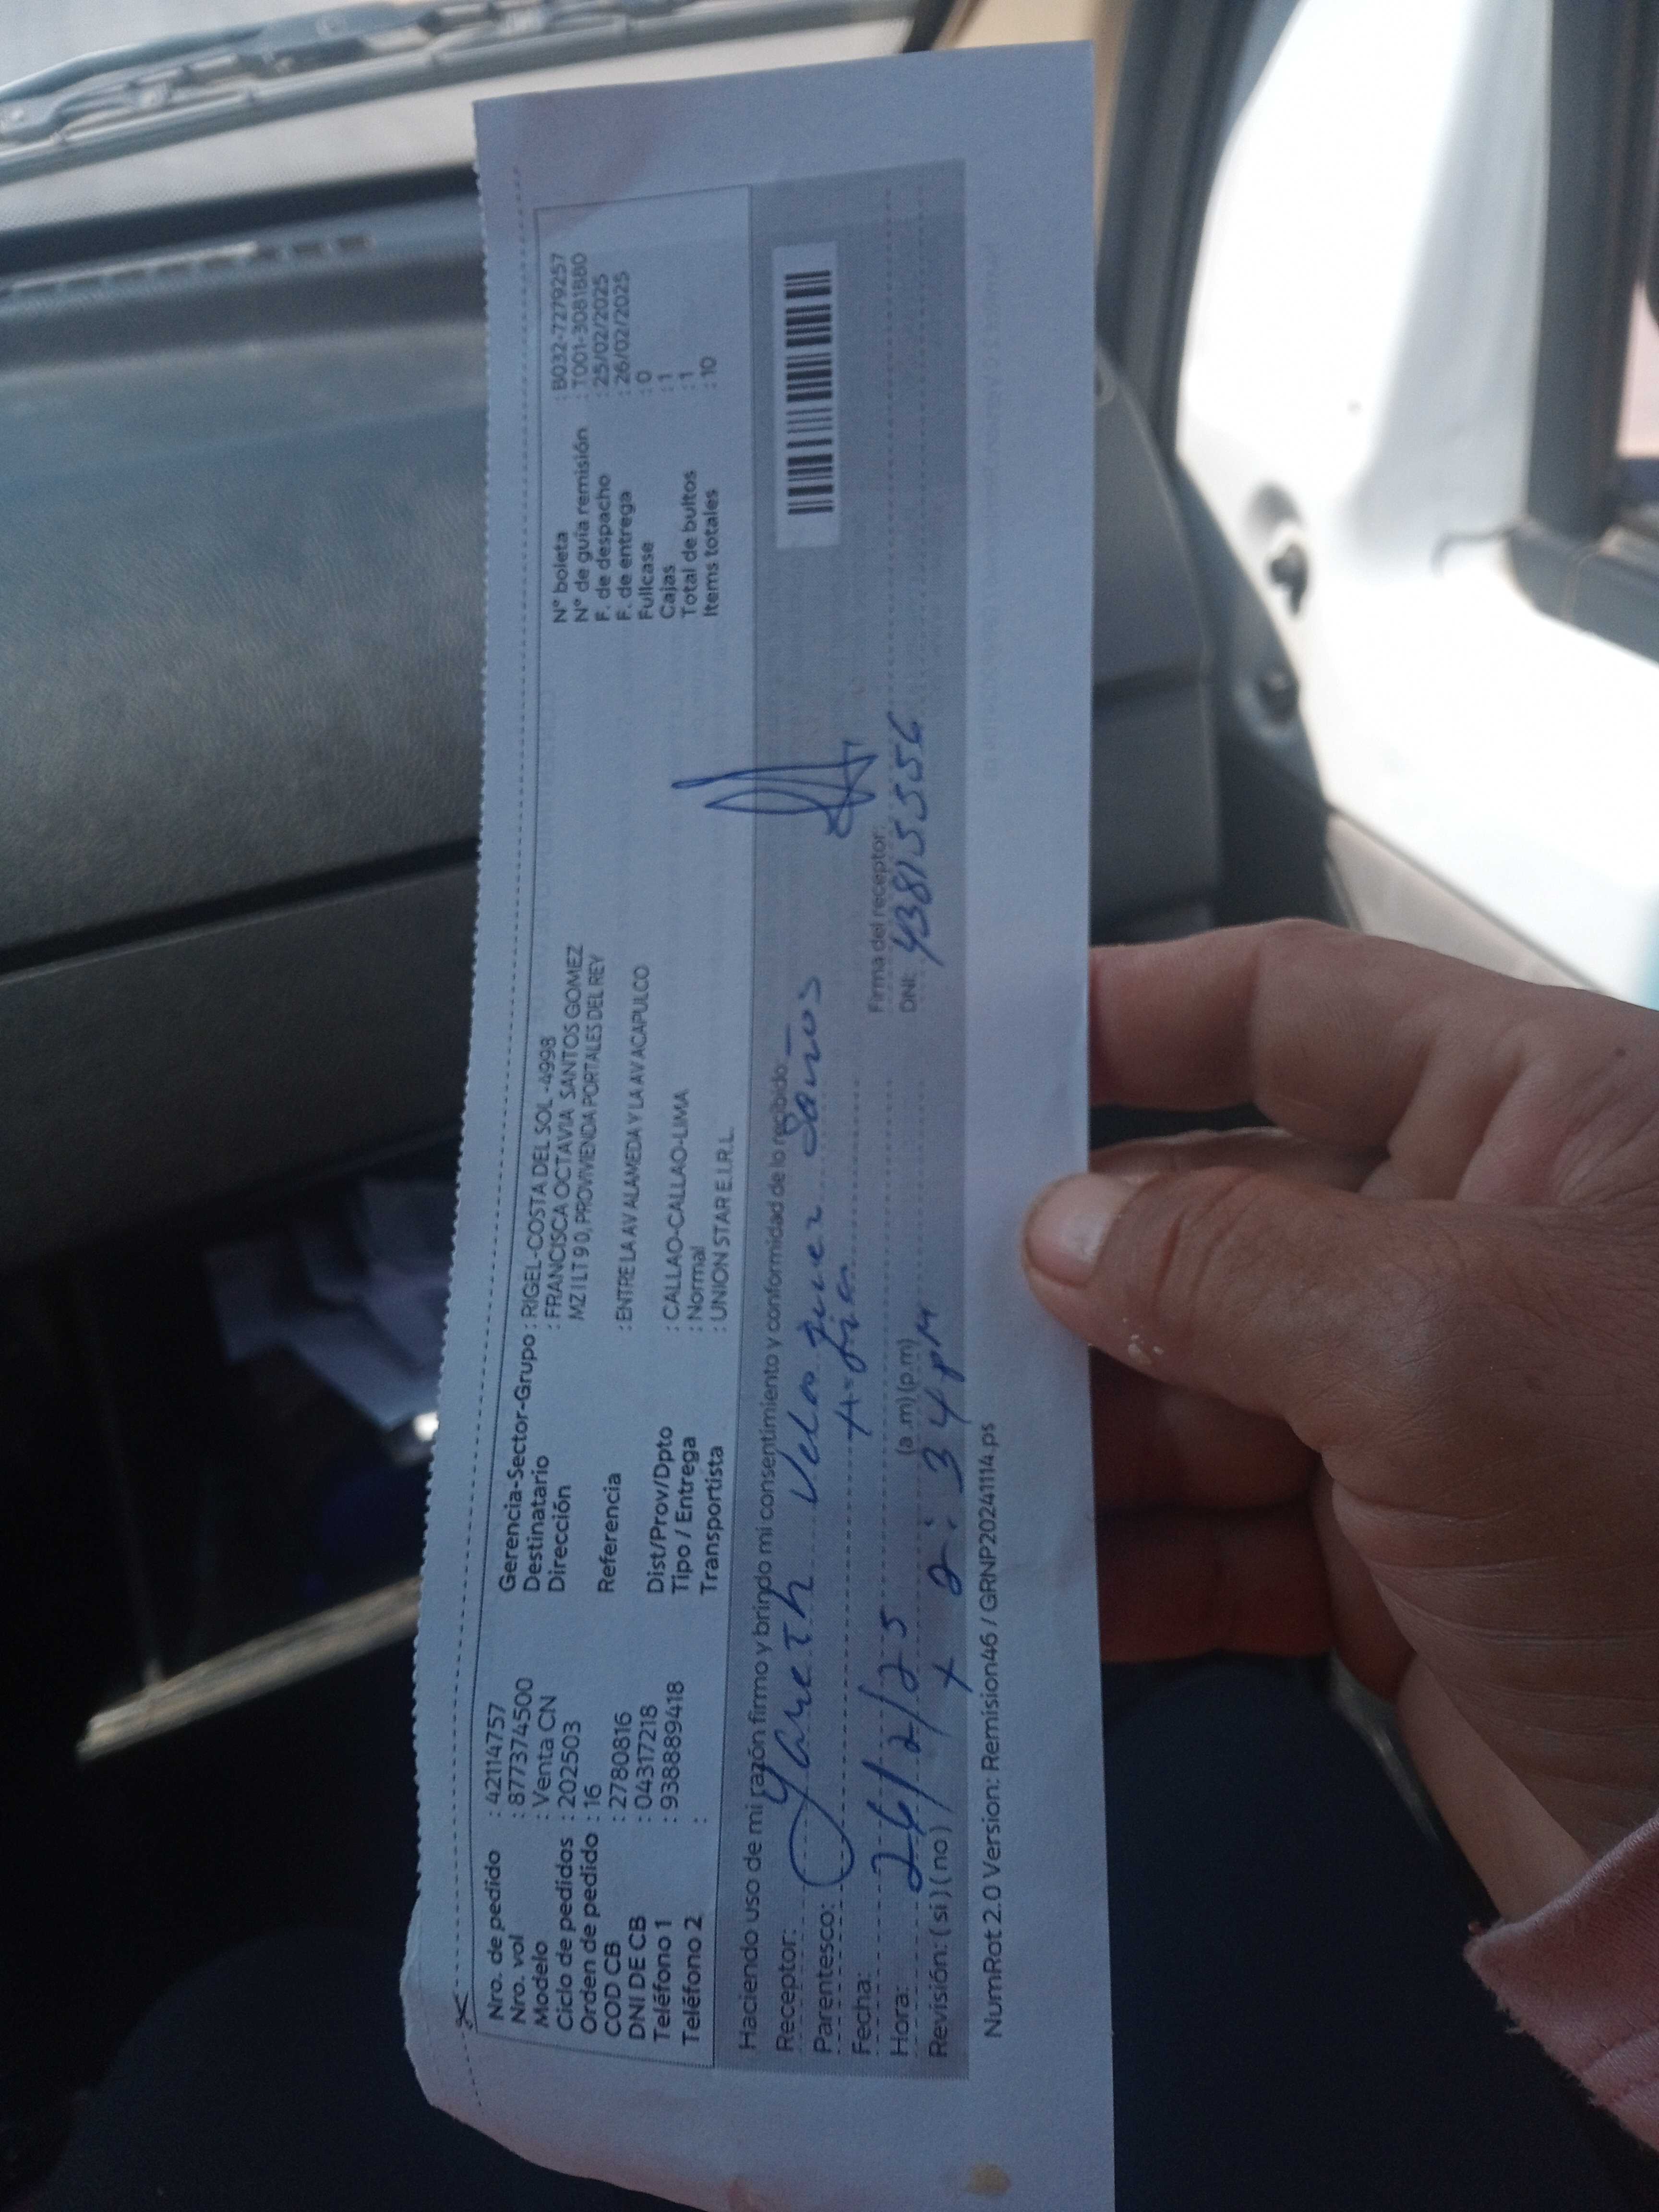 Nro. de pedido : 42114757
Nro. vol : 877374500
Modelo : Venta CN
Ciclo de pedidos : 202503
Orden de pedido : 16
COD CB : 2780816
DNI DE CB : 04317218
Teléfono 1 : 938889418
Teléfono 2 :
Gerencia-Sector-Grupo : RIGEL-COSTA DEL SOL-4998
Destinatario : FRANCISCA OCTAVIA SANTOS GOMEZ
Dirección MZ I LT 90, PROVIVIENDA PORTALES DEL REY
Referencia : ENTRE LA AV ALAMEDA Y LA AV ACAPULCO
Dist/Prov/Dpto : CALLAO-CALLAO-LIMA
Tipo / Entrega : Normal
Transportista : UNION STAR E.I.R.L.
N° boleta : B032-7279257
N° de guía remisión : T001-3081880
F. de despacho : 25/02/2025
F. de entrega : 26/02/2025
Fullcase : 0
Cajas : 1
Total de bultos : 1
Items totales : 10
Haciendo uso de mi razón firmo y brindo mi consentimiento y conformidad de lo recibido:
Receptor: Yaneth Velazquez Saños
Parentesco:
Fecha: 26/2/25
Hora: (a.m) (p.m)
2:34 PM
Revisión: ( si ) ( no )
Firma del receptor:
DNI: 43815556
NumRot 2.0 Version: Remision46 / GRNP20241114.ps